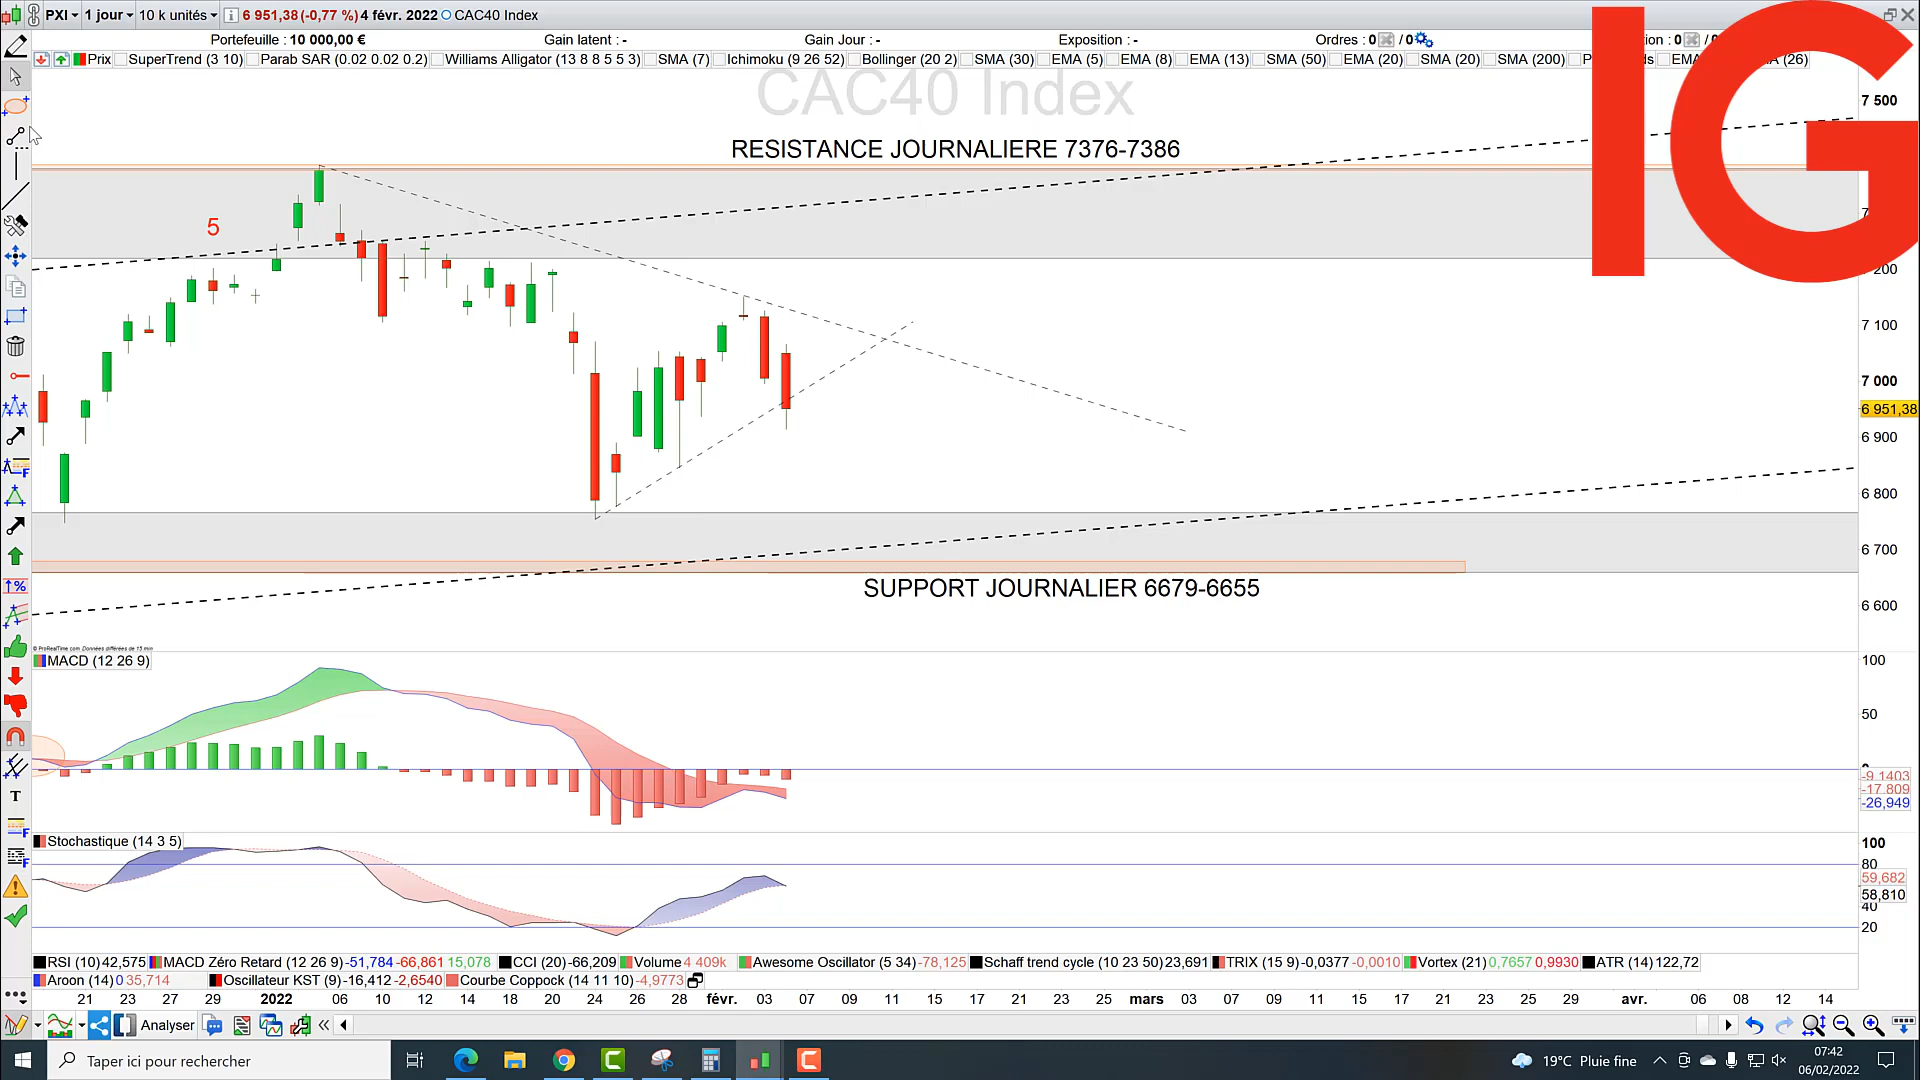 PXI 1 jour 10 k unités 6 951,38 (-0,77 %) 4 févr. 2022 CAC40 Index
Portefeuille : 10 000,00 € Gain latent : - Gain Jour : - Exposition : - Ordres : 0 / 0
Prix SuperTrend (3 10) Parab SAR (0.02 0.02 0.2) Williams Alligator (13 8 8 5 5 3) SMA (7) Ichimoku (9 26 52) Bollinger (20 2) SMA (30) EMA (5) EMA (8) EMA (13) SMA (50) EMA (20) SMA (20) SMA (200)
IG
CAC40 Index
7 500
RESISTANCE JOURNALIERE 7376-7386
5
7 100
7 000
6 951,38
6 900
6 800
6 700
SUPPORT JOURNALIER 6679-6655
6 600
© ProRealTime.com Données différées de 15 min
MACD (12 26 9)
100
50
0
-9.1403
-17.809
-26,949
Stochastique (14 3 5)
100
80
59,682
58,810
40
20
RSI (10) 42,575 MACD Zéro Retard (12 26 9) -51,784 -66,861 15,078 CCI (20) -66,209 Volume 4 409k Awesome Oscillator (5 34) -78,125 Schaff trend cycle (10 23 50) 23,691 TRIX (15 9) -0,0377 -0,0010 Vortex (21) 0,7657 0,9930 ATR (14) 122,72
Aroon (14) 0 35,714 Oscillateur KST (9) -16,412 -2,6540 Courbe Coppock (14 11 10) -4,9773
21 23 27 29 2022 06 10 12 14 18 20 24 26 28 févr. 03 07 09 11 15 17 21 23 25 mars 03 07 09 11 15 17 21 23 25 29 avr. 06 08 12 14
Analyser
Taper ici pour rechercher
19°C Pluie fine
07:42
06/02/2022